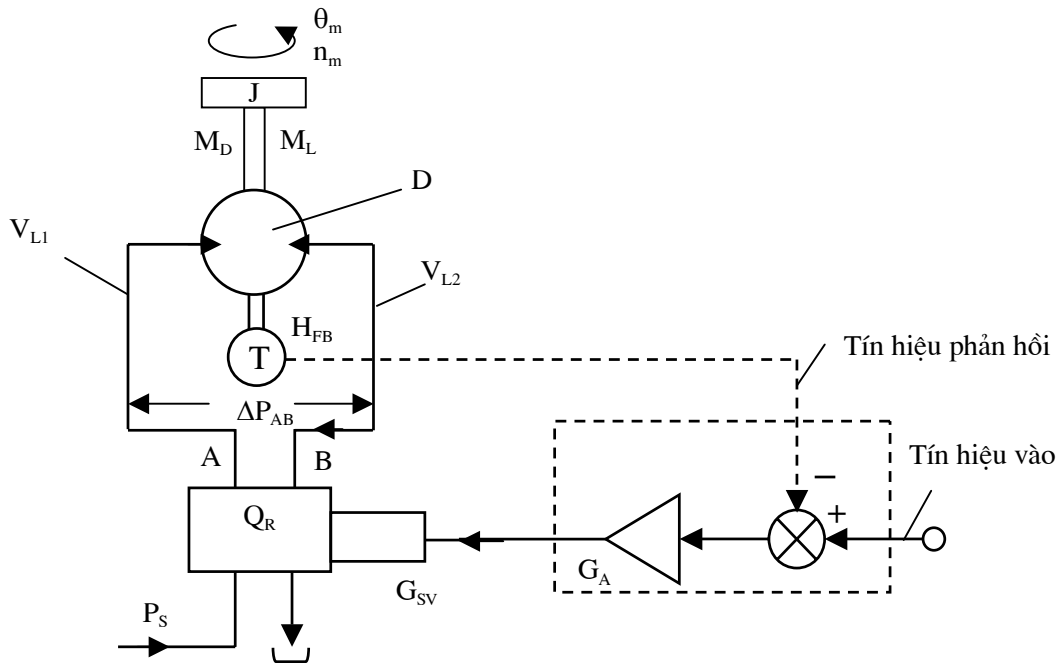 θm
nm
J
MD ML
D
VL1
VL2
HFB
T
Tín hiệu phản hồi
ΔPAB
A B
−
Tín hiệu vào
+
QR
GA
GSV
PS